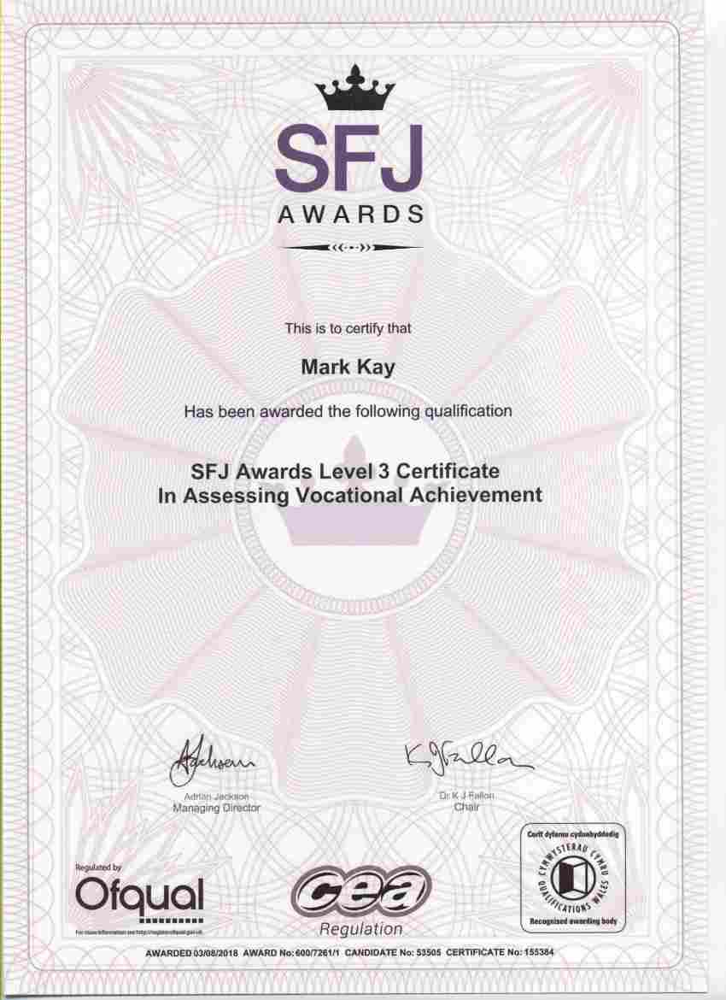 SFJ
AWARDS
This is to certify that
Mark Kay
Has been awarded the following qualification
SFJ Awards Level 3 Certificate
In Assessing Vocational Achievement
Adrian Jackson
Managing Director
Dr K J Fallon
Chair
Regulated by
Ofqual
For more information see http://register.ofqual.gov.uk
cea
Regulation
Corff dyfarnu cydnabyddedig
CYMWYSTERAU CYMRU
QUALIFICATIONS WALES
Recognised awarding body
AWARDED 03/08/2018 AWARD No: 600/7261/1 CANDIDATE No: 53505 CERTIFICATE No: 155384